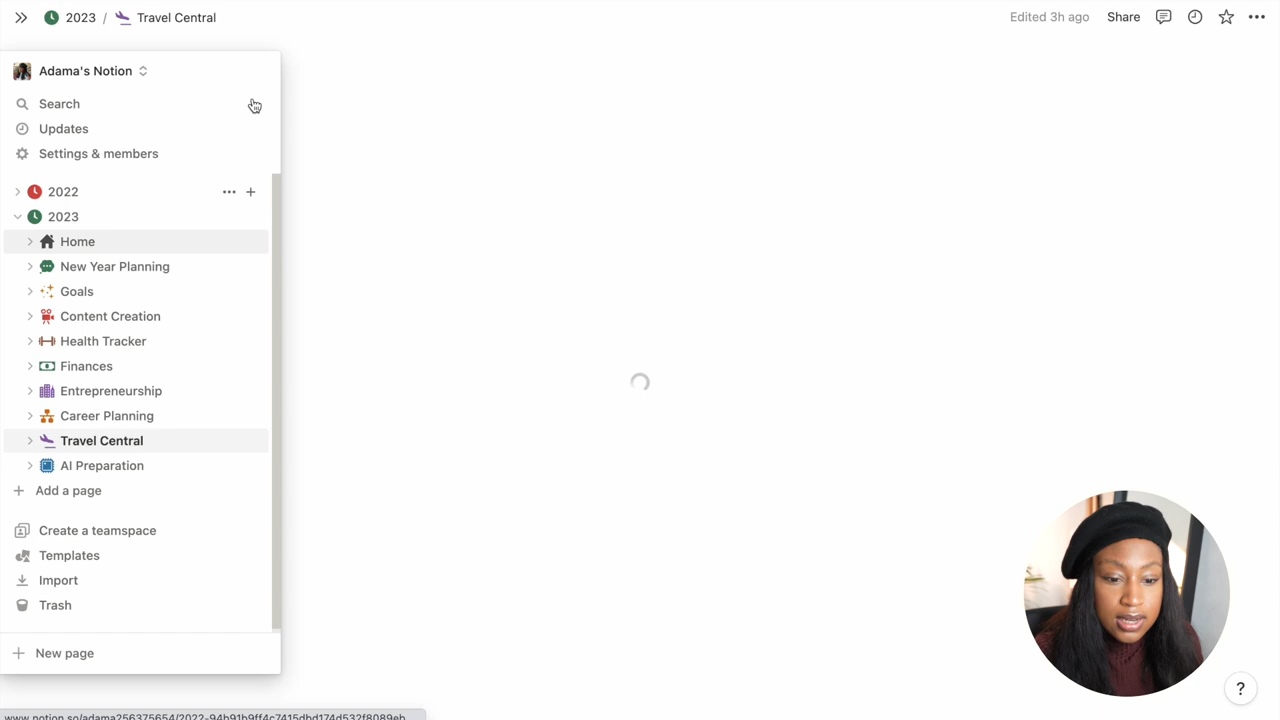 2023 / Travel Central
Edited 3h ago Share
Adama's Notion
Search
Updates
Settings & members
2022
2023
Home
New Year Planning
Goals
Content Creation
Health Tracker
Finances
Entrepreneurship
Career Planning
Travel Central
AI Preparation
Add a page
Create a teamspace
Templates
Import
Trash
New page
?